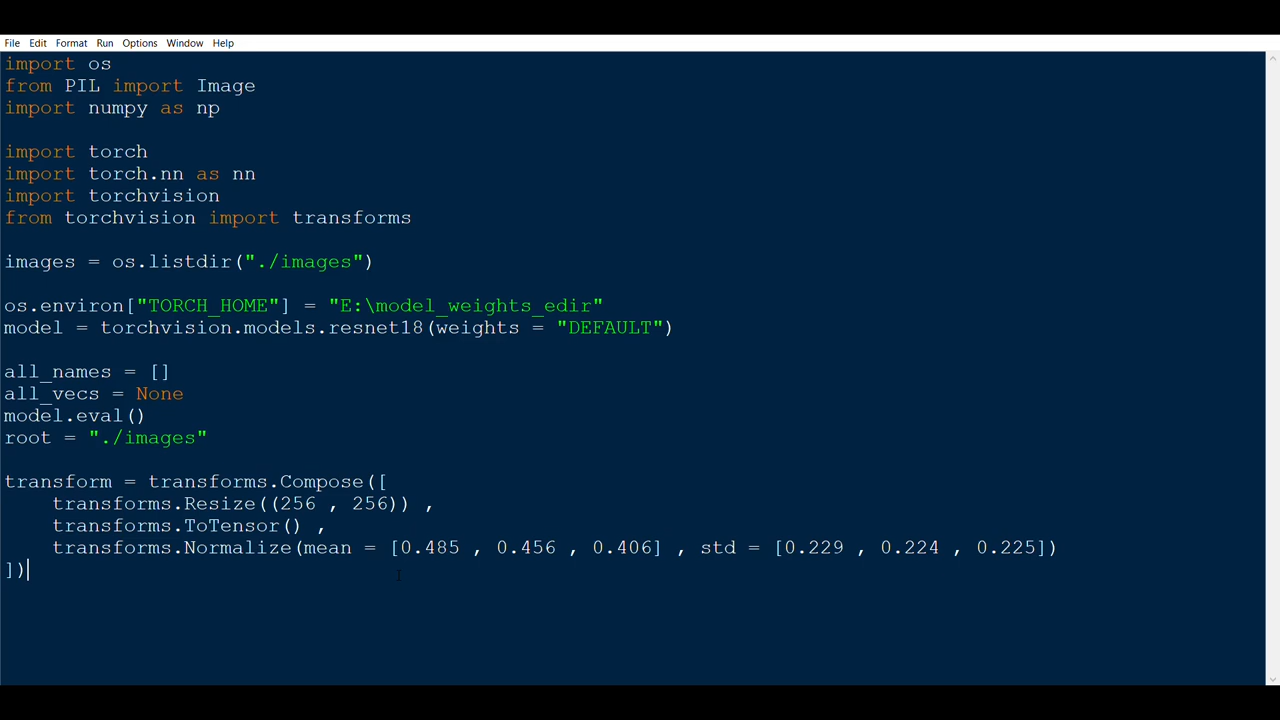 File Edit Format Run Options Window Help
import os
from PIL import Image
import numpy as np
import torch
import torch.nn as nn
import torchvision
from torchvision import transforms
images = os.listdir("./images")
os.environ["TORCH_HOME"] = "E:\model_weights_edir"
model = torchvision.models.resnet18(weights = "DEFAULT")
all_names = []
all_vecs = None
model.eval()
root = "./images"
transform = transforms.Compose([
    transforms.Resize((256 , 256)) ,
    transforms.ToTensor() ,
    transforms.Normalize(mean = [0.485 , 0.456 , 0.406] , std = [0.229 , 0.224 , 0.225])
])